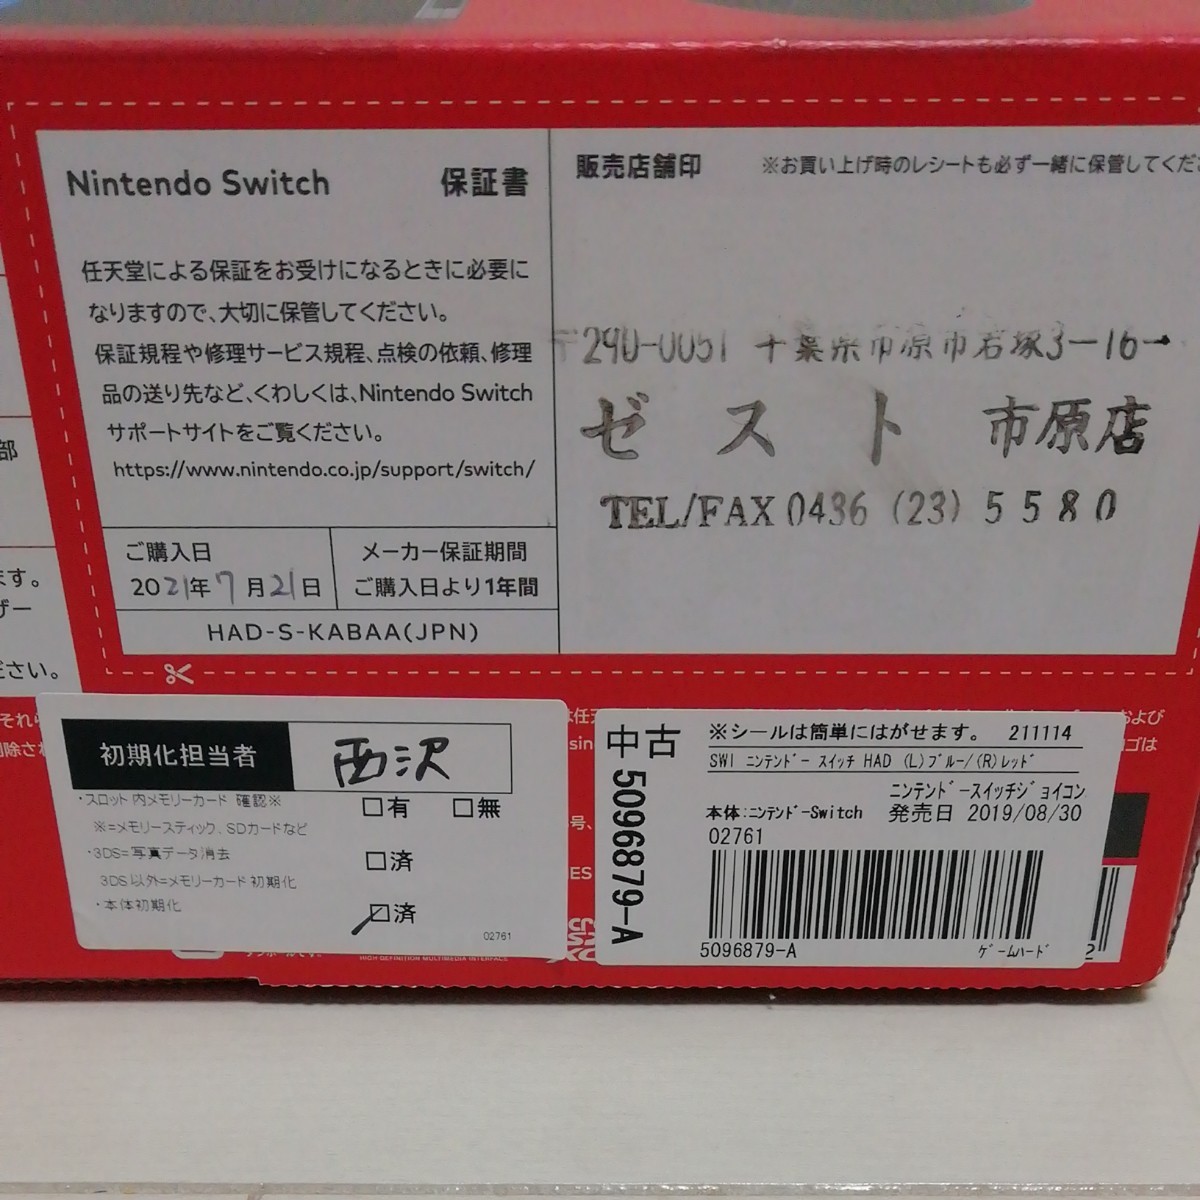 Nintendo Switch 保証書
任天堂による保証をお受けになるときに必要に
なりますので、大切に保管してください。
保証規程や修理サービス規程、点検の依頼、修理
品の送り先など、くわしくは、Nintendo Switch
サポートサイトをご覧ください。
https://www.nintendo.co.jp/support/switch/
ご購入日
2021年7月21日
メーカー保証期間
ご購入日より1年間
HAD-S-KABAA(JPN)
販売店舗印 ※お買い上げ時のレシートも必ず一緒に保管してくださ
〒290-0051 千葉県市原市君塚3-16-
ゼスト 市原店
TEL/FAX 0436 (23) 5580
部
ます。
ださい。
初期化担当者 西沢
・スロット内メモリーカード 確認※ □有 □無
※=メモリースティック．SDカードなど
・3DS=写真データ消去 □済
3DS以外=メモリーカード初期化
・本体初期化 □済
02761
中古
5096879-A
※シールは簡単にはがせます。 211114
SWI ニンテンドー スイッチ HAD (L)ブルー/(R)レッド
ニンテンドースイッチジョイコン
本体:ニンテンドーSwitch 発売日 2019/08/30
02761
5096879-A ゲームハード
HIGH-DEFINITION MULTIMEDIA INTERFACE